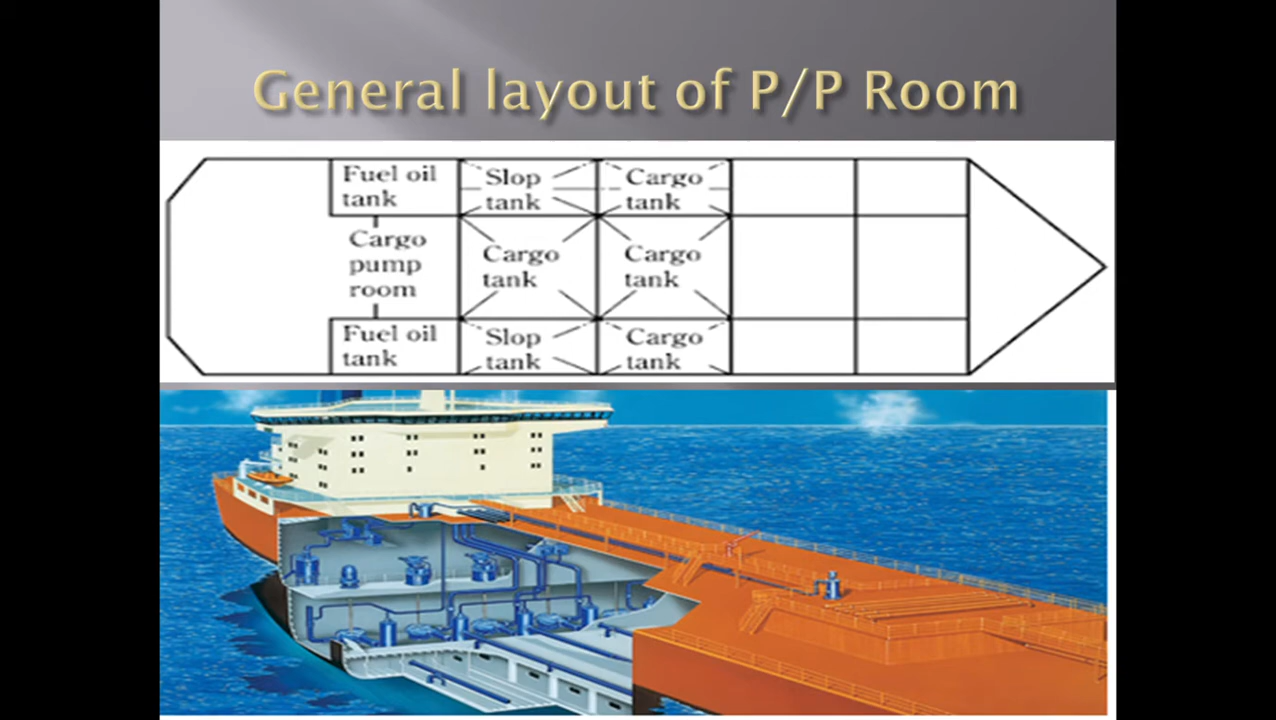 General layout of P/P Room
Fuel oil
tank
Slop
tank
Cargo
tank
Cargo
pump
room
Cargo
tank
Cargo
tank
Fuel oil
tank
Slop
tank
Cargo
tank